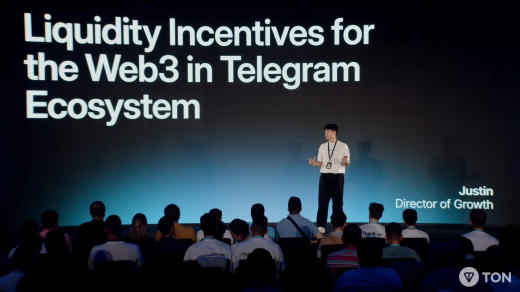 Liquidity Incentives for
the Web3 in Telegram
Ecosystem
Justin
Director of Growth
TON